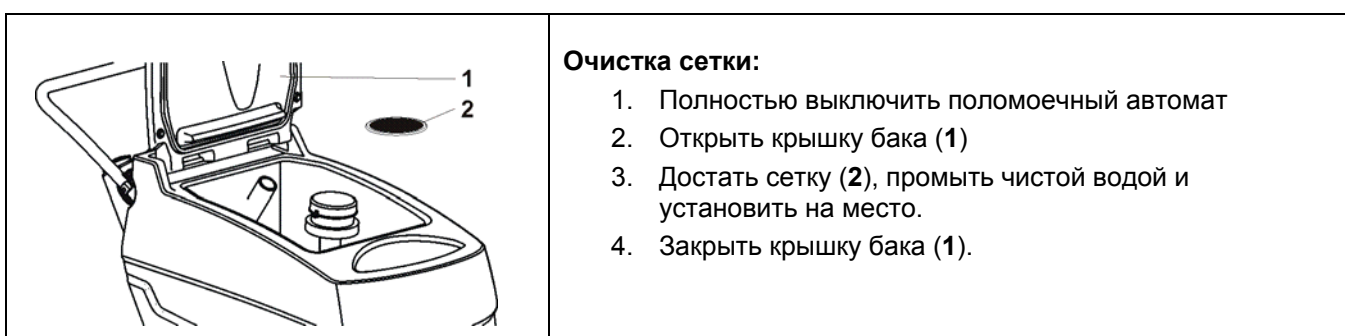 1
2
Очистка сетки:
1. Полностью выключить поломоечный автомат
2. Открыть крышку бака (1)
3. Достать сетку (2), промыть чистой водой и
установить на место.
4. Закрыть крышку бака (1).